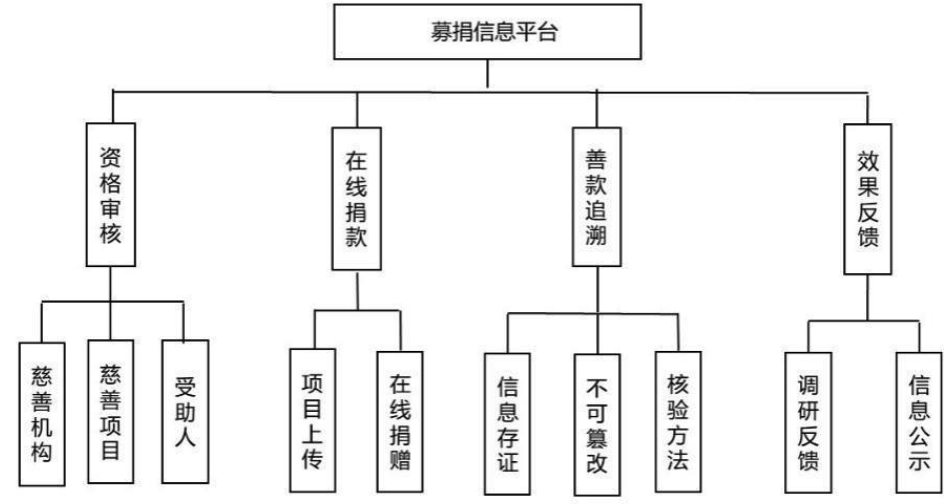 募捐信息平台
资格审核
在线捐款
善款追溯
效果反馈
慈善机构
慈善项目
受助人
项目上传
在线捐赠
信息存证
不可篡改
核验方法
调研反馈
信息公示